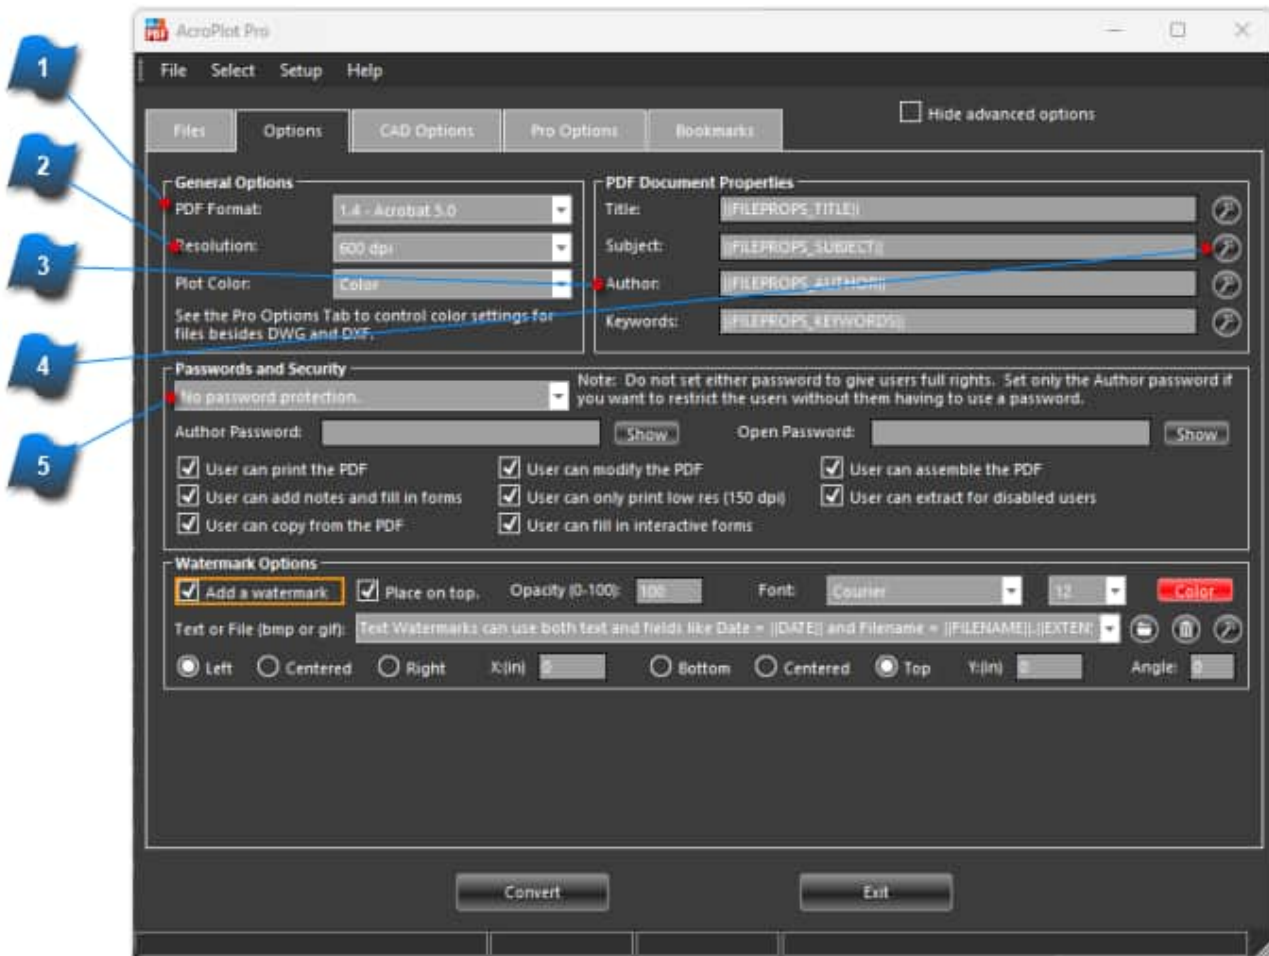 AcroPlot Pro
File Select Setup Help
Files Options CAD Options Pro Options Bookmarks
Hide advanced options
1
2
3
4
5
General Options
PDF Format: 1.4 - Acrobat 5.0
Resolution: 600 dpi
Plot Color: Color
See the Pro Options Tab to control color settings for
files besides DWG and DXF.
PDF Document Properties
Title: ||FILEPROPS_TITLE||
Subject: ||FILEPROPS_SUBJECT||
Author: ||FILEPROPS_AUTHOR||
Keywords: ||FILEPROPS_KEYWORDS||
Passwords and Security
No password protection.
Note: Do not set either password to give users full rights. Set only the Author password if
you want to restrict the users without them having to use a password.
Author Password: Show Open Password: Show
User can print the PDF User can modify the PDF User can assemble the PDF
User can add notes and fill in forms User can only print low res (150 dpi) User can extract for disabled users
User can copy from the PDF User can fill in interactive forms
Watermark Options
Add a watermark Place on top. Opacity (0-100): 100 Font: Courier 12 Color
Text or File (bmp or gif): Text Watermarks can use both text and fields like Date = ||DATE|| and Filename = ||FILENAME||.||EXTEN
Left Centered Right X:(in) 0 Bottom Centered Top Y:(in) 0 Angle: 0
Convert Exit